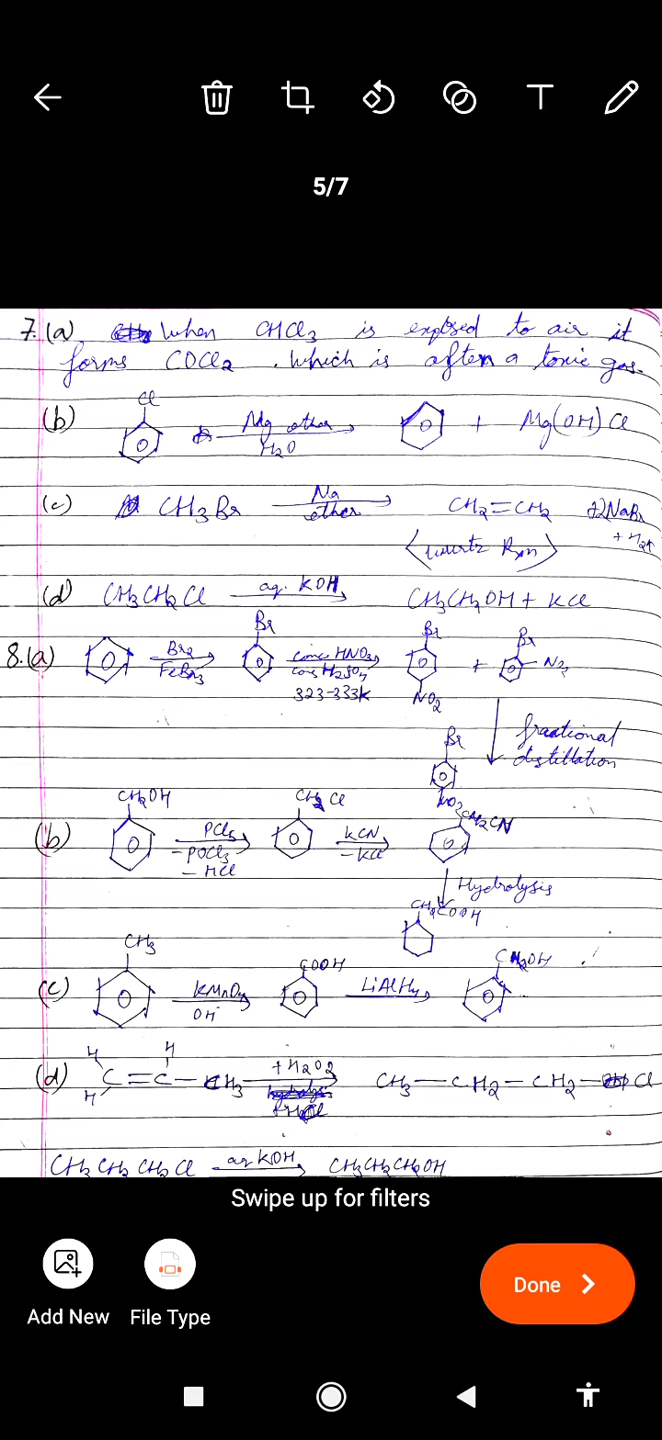 5/7
7.(a) When CHCl3 is exposed to air it
forms COCl2. Which is often a toxic gas.
(b) Cl Mg ether H2O + Mg(OH)Cl
(c) CH3Br Na ether CH2=CH2 + 2NaBr + H2↑
(wurtz Rxn)
(d) CH3CH2Cl aq. KOH CH3CH2OH + KCl
8.(a) Br2 FeBr3 Br conc HNO3 conc H2SO4 323-333k Br NO2 + Br NO2
fractional
distillation
Br
NO2
(b) CH2OH PCl5 -POCl3 -HCl CH2Cl KCN -KCl CH2CN
Hydrolysis
CH2COOH
(c) CH3 KMnO4 OH- COOH LiAlH4 CH2OH
(d) H H C=C-CH3 H +H2O2 CH3-CH2-CH2-Cl
CH3CH2CH2Cl aq KOH CH3CH2CH2OH
Swipe up for filters
Add New
File Type
Done